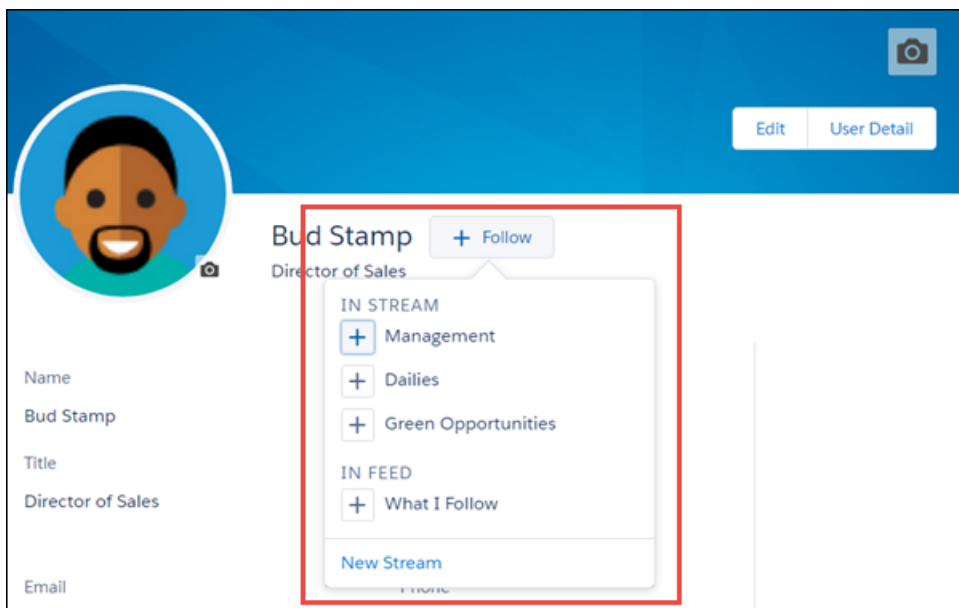 Edit User Detail
Bud Stamp + Follow
Director of Sales
IN STREAM
+ Management
+ Dailies
+ Green Opportunities
IN FEED
+ What I Follow
New Stream
Name
Bud Stamp
Title
Director of Sales
Email
Phone